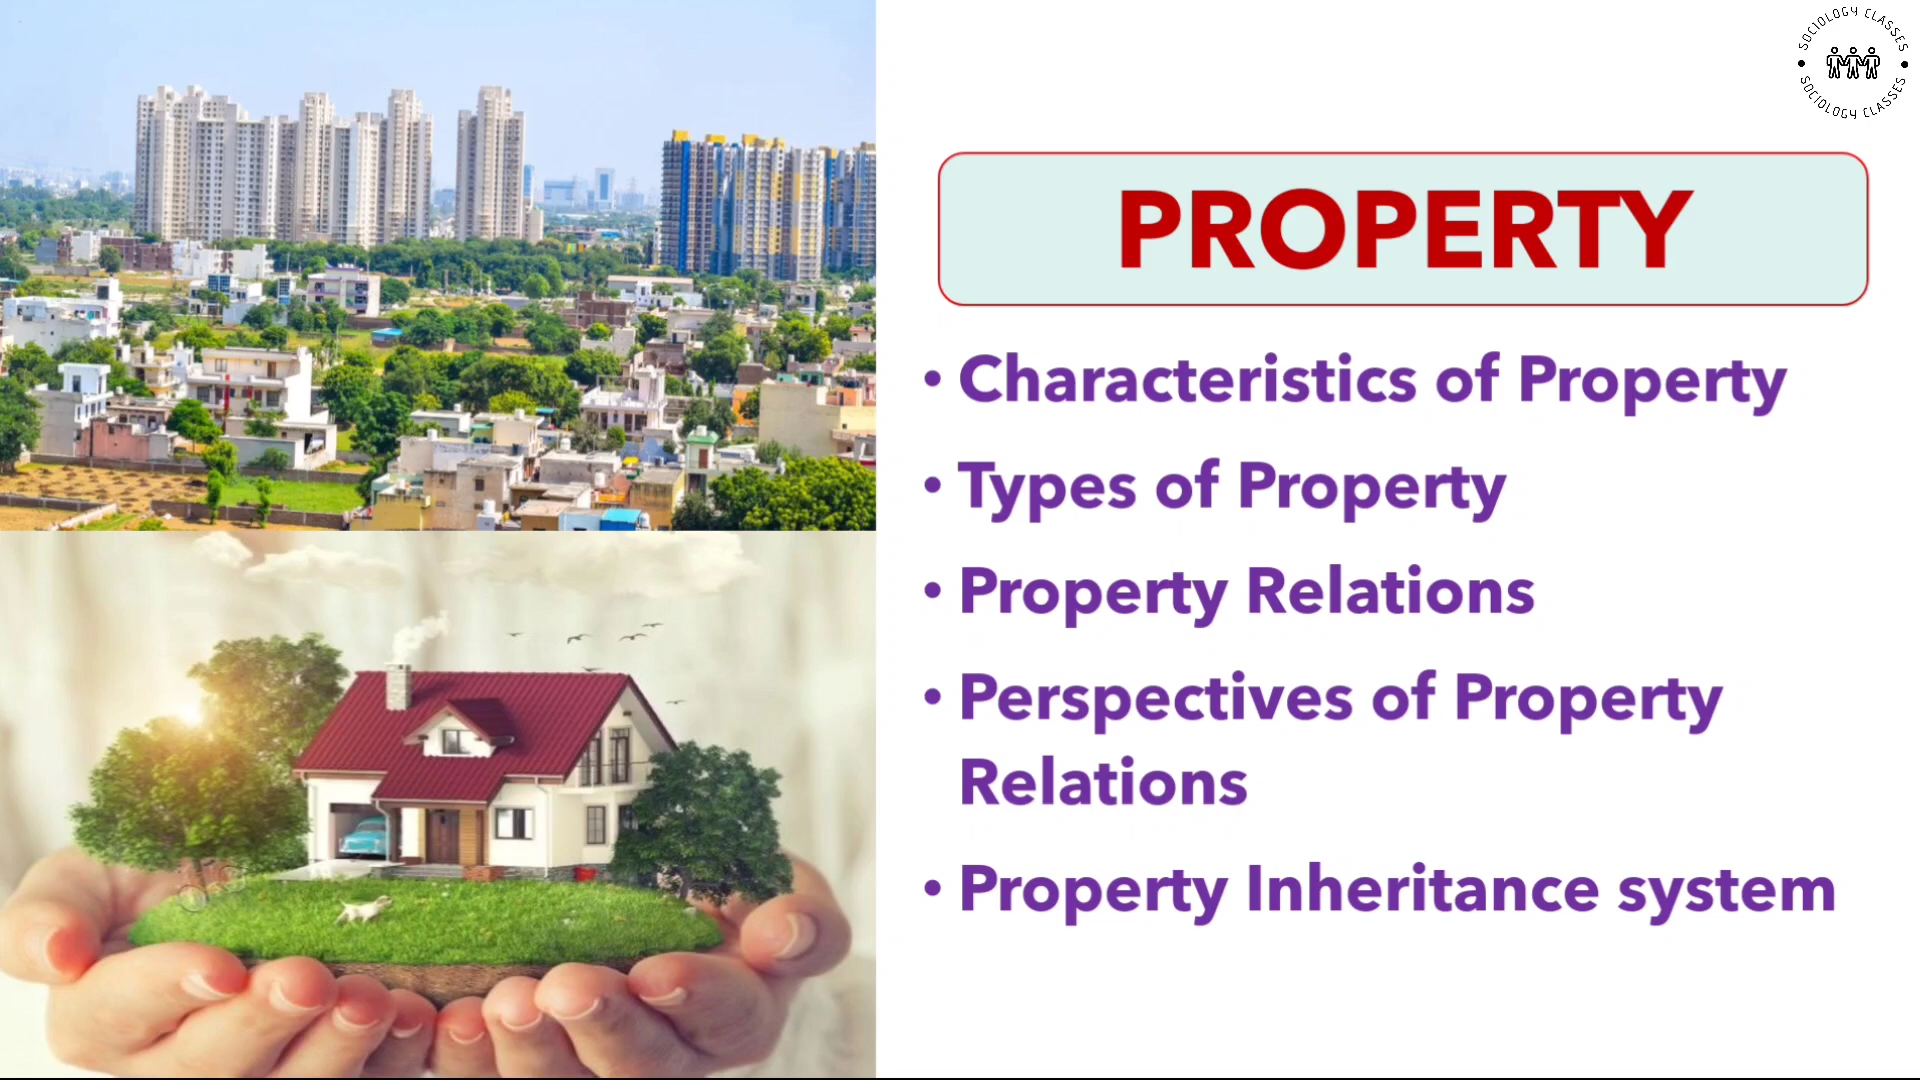 SOCIOLOGY CLASSES
SOCIOLOGY CLASSES
PROPERTY
• Characteristics of Property
• Types of Property
• Property Relations
• Perspectives of Property
Relations
• Property Inheritance system